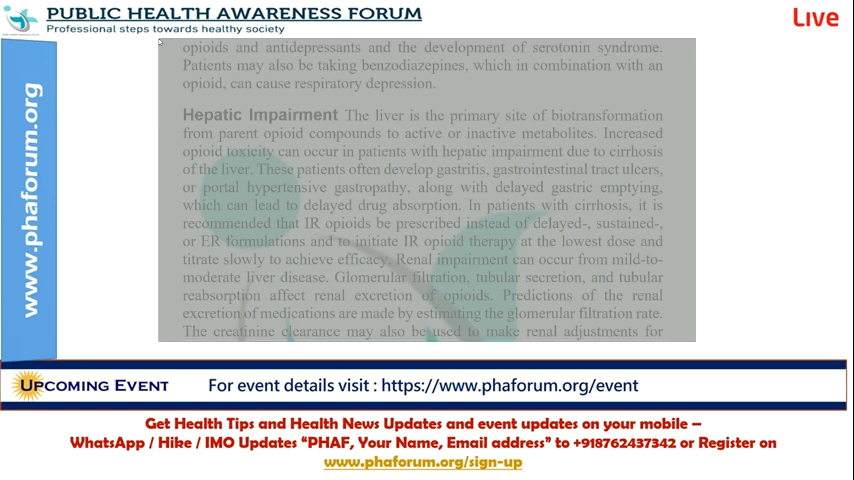 PUBLIC HEALTH AWARENESS FORUM
Professional steps towards healthy society
Live
www.phaforum.org
opioids and antidepressants and the development of serotonin syndrome.
Patients may also be taking benzodiazepines, which in combination with an
opioid, can cause respiratory depression.
Hepatic Impairment The liver is the primary site of biotransformation
from parent opioid compounds to active or inactive metabolites. Increased
opioid toxicity can occur in patients with hepatic impairment due to cirrhosis
of the liver. These patients often develop gastritis, gastrointestinal tract ulcers,
or portal hypertensive gastropathy, along with delayed gastric emptying,
which can lead to delayed drug absorption. In patients with cirrhosis, it is
recommended that IR opioids be prescribed instead of delayed-, sustained-,
or ER formulations and to initiate IR opioid therapy at the lowest dose and
titrate slowly to achieve efficacy. Renal impairment can occur from mild-to-
moderate liver disease. Glomerular filtration, tubular secretion, and tubular
reabsorption affect renal excretion of opioids. Predictions of the renal
excretion of medications are made by estimating the glomerular filtration rate.
The creatinine clearance may also be used to make renal adjustments for
UPCOMING EVENT
For event details visit : https://www.phaforum.org/event
Get Health Tips and Health News Updates and event updates on your mobile –
WhatsApp / Hike / IMO Updates “PHAF, Your Name, Email address” to +918762437342 or Register on
www.phaforum.org/sign-up